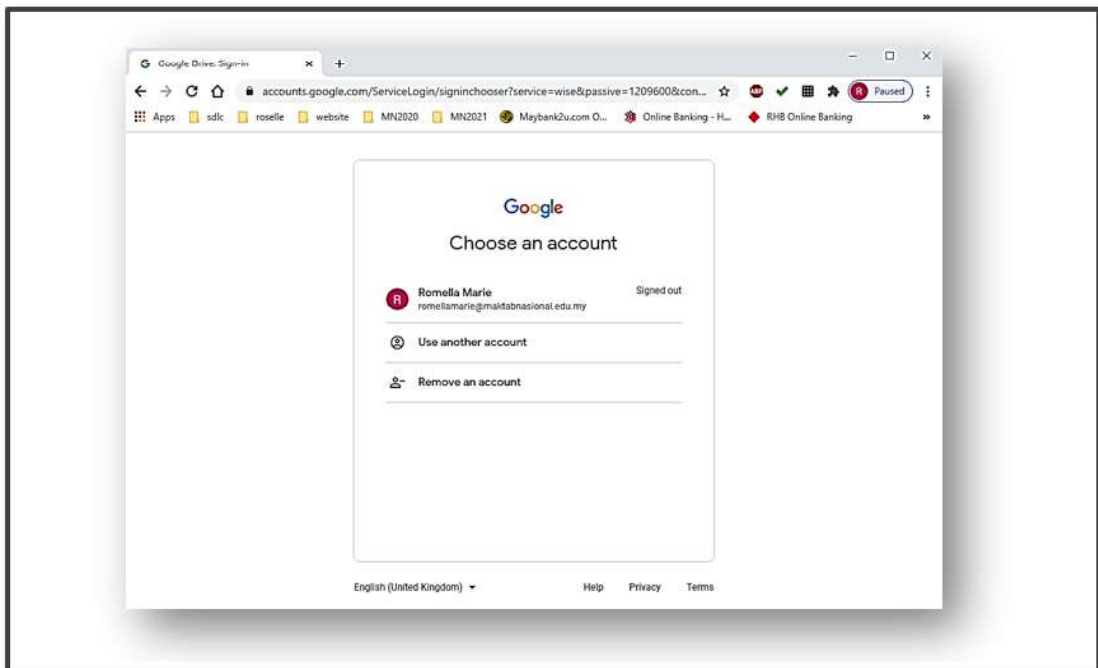 Google Drive: Sign-in
accounts.google.com/ServiceLogin/signinchooser?service=wise&passive=1209600&con...
ABP
R Paused
Apps sdlc roselle website MN2020 MN2021 Maybank2u.com O... Online Banking - H... RHB Online Banking
Google
Choose an account
R
Romella Marie Signed out
romellamarie@maktabnasional.edu.my
Use another account
Remove an account
English (United Kingdom) Help Privacy Terms